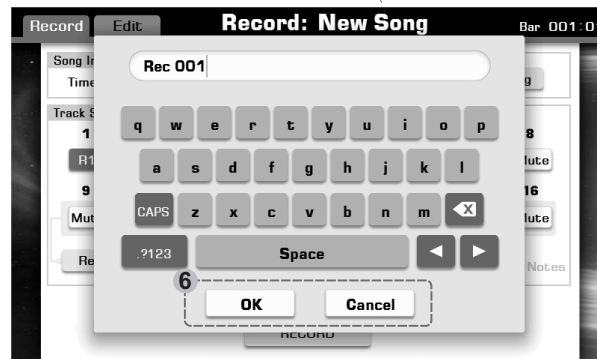 Record Edit Record: New Song Bar 001:0
Song
Time
Rec 001
Track
1 8
R1 Mute
9 16
Mut Mute
Re Notes
q w e r t y u i o p
a s d f g h j k l
CAPS z x c v b n m X
.?123 Space
6
OK Cancel
RECORD